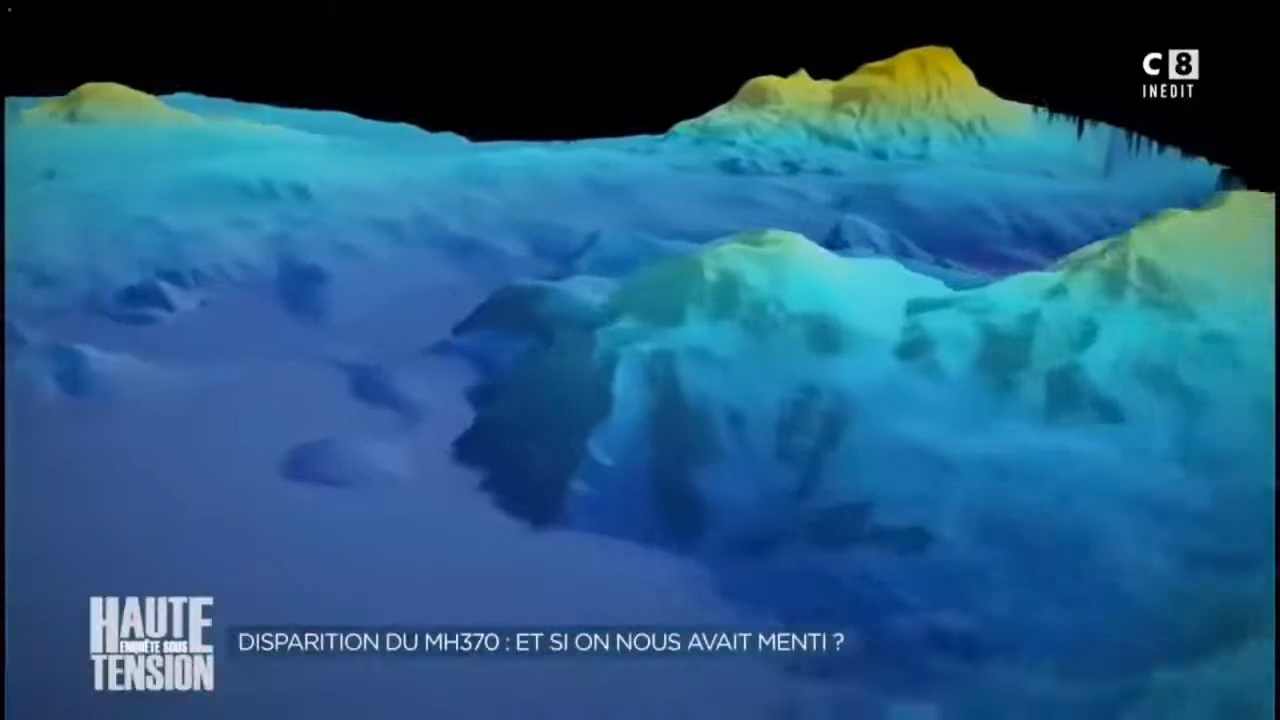 C8
INEDIT
HAUTE
ENQUÊTE SOUS
TENSION
DISPARITION DU MH370 : ET SI ON NOUS AVAIT MENTI ?